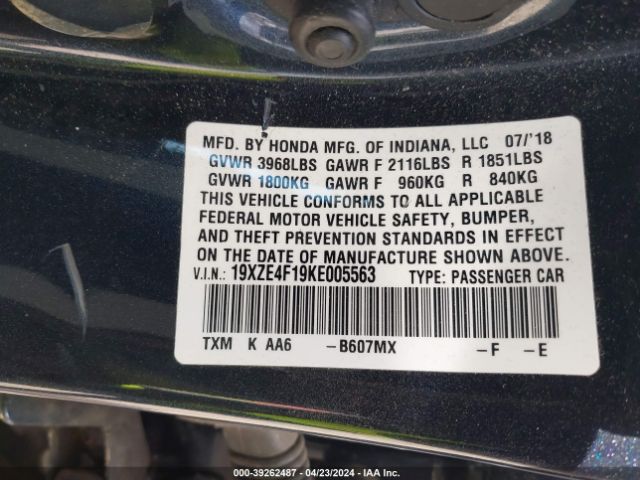 MFD. BY HONDA MFG. OF INDIANA, LLC 07/'18
GVWR 3968LBS GAWR F 2116LBS R 1851LBS
GVWR 1800KG GAWR F 960KG R 840KG
THIS VEHICLE CONFORMS TO ALL APPLICABLE
FEDERAL MOTOR VEHICLE SAFETY, BUMPER,
AND THEFT PREVENTION STANDARDS IN EFFECT
ON THE DATE OF MANUFACTURE SHOWN ABOVE.
V.I.N.: 19XZE4F19KE005563 TYPE: PASSENGER CAR
TXM K AA6 -B607MX -F -E
000-39262487 - 04/23/2024 - IAA Inc.